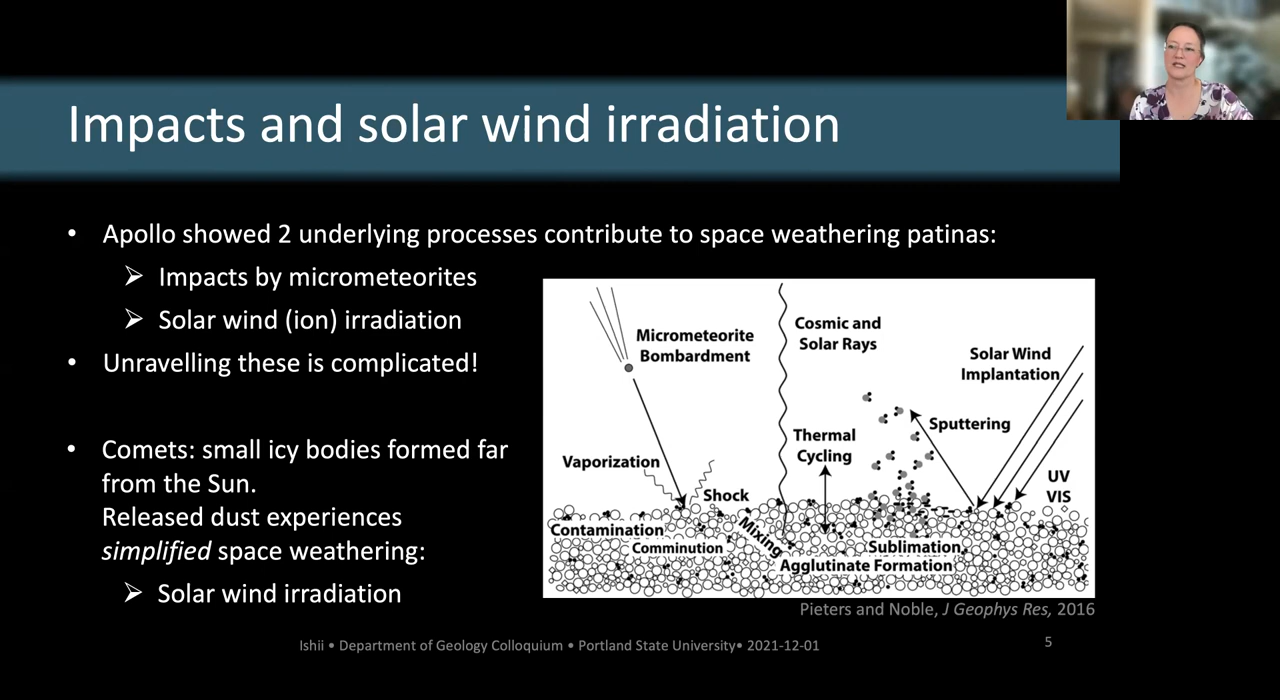 Impacts and solar wind irradiation
• Apollo showed 2 underlying processes contribute to space weathering patinas:
➢ Impacts by micrometeorites
➢ Solar wind (ion) irradiation
• Unravelling these is complicated!
• Comets: small icy bodies formed far
from the Sun.
Released dust experiences
simplified space weathering:
➢ Solar wind irradiation
Micrometeorite
Bombardment
Cosmic and
Solar Rays
Solar Wind
Implantation
Sputtering
Thermal
Cycling
Vaporization
Shock
UV
VIS
Contamination
Comminution
Mixing
Sublimation
Agglutinate Formation
Pieters and Noble, J Geophys Res, 2016
Ishii • Department of Geology Colloquium • Portland State University• 2021-12-01
5